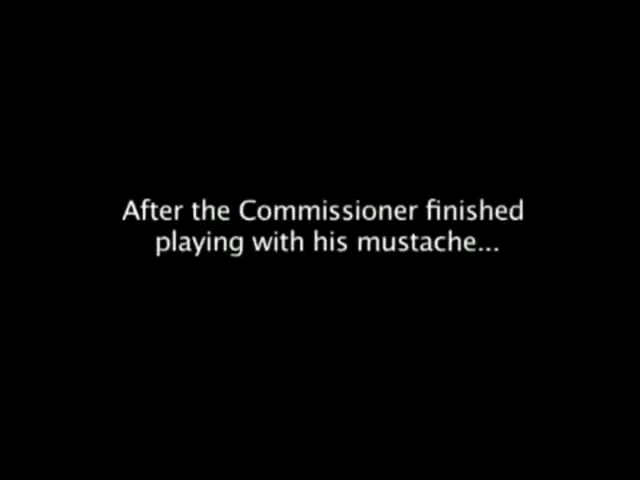 After the Commissioner finished
playing with his mustache...